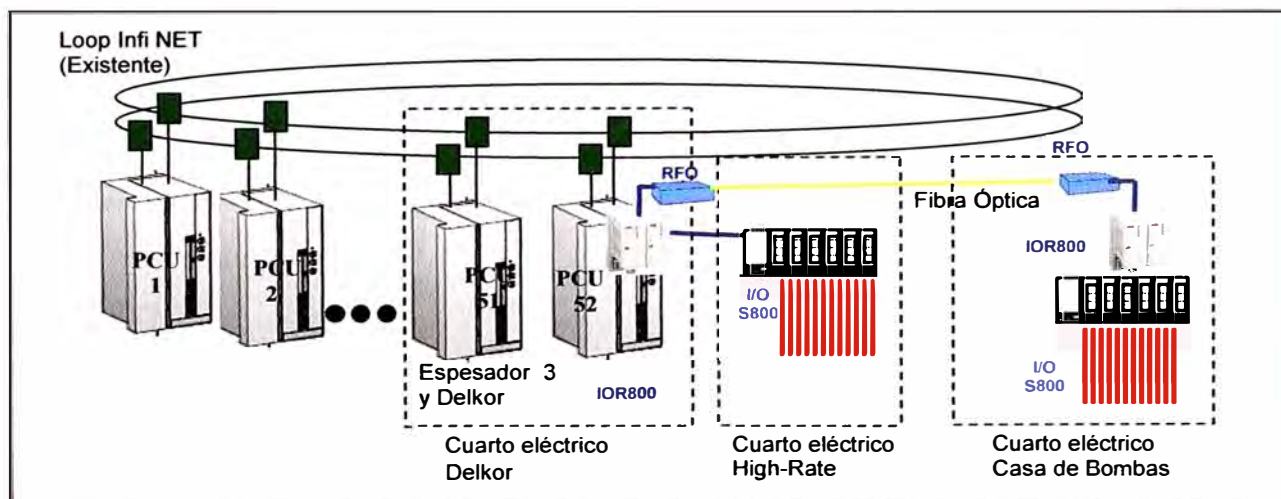 Loop Infi NET
(Existente)
PCU
1
PCU
2
PCU
51
PCU
52
RFO
RFO
Fibra Óptica
IOR800
I/O
S800
I/O
S800
Espesador 3
y Delkor
IOR800
Cuarto eléctrico
Delkor
Cuarto eléctrico
High-Rate
Cuarto eléctrico
Casa de Bombas